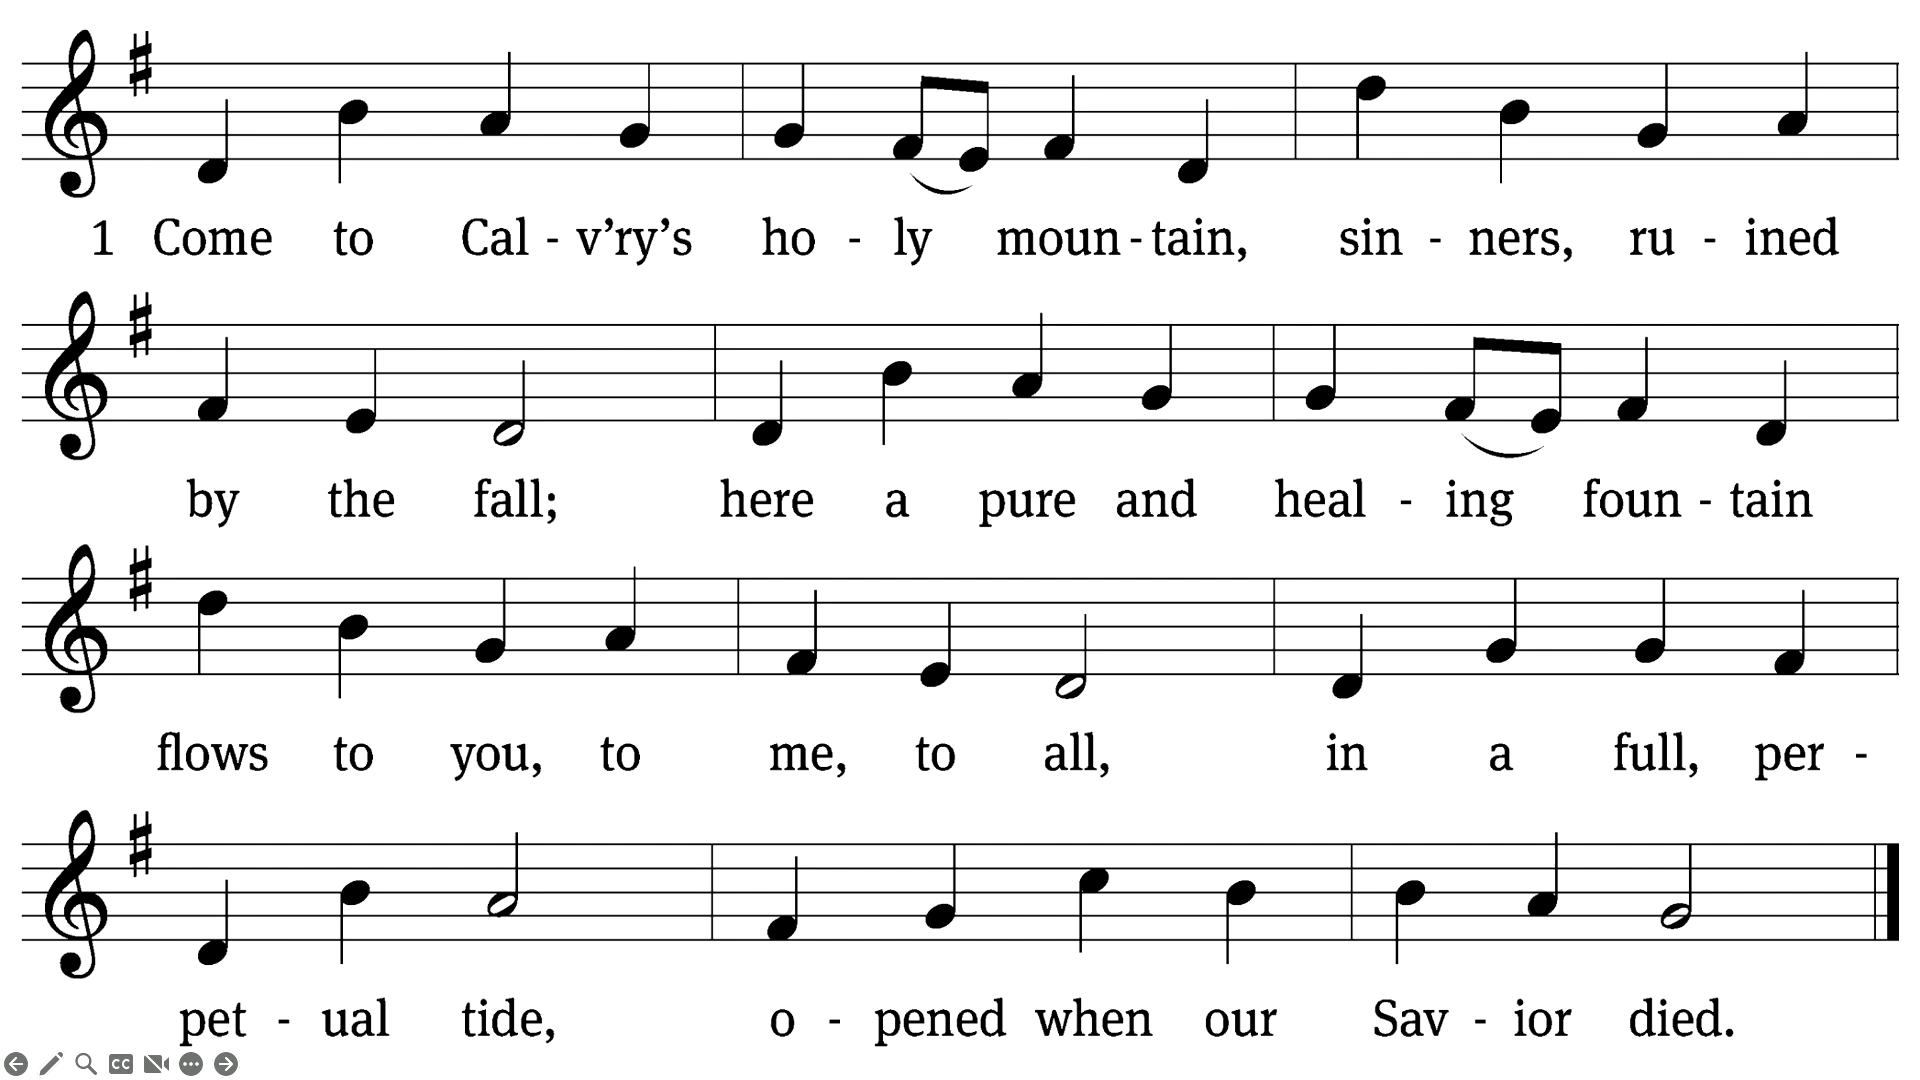 1 Come to Cal - v’ry’s ho - ly moun - tain, sin - ners, ru - ined
by the fall; here a pure and heal - ing foun - tain
flows to you, to me, to all, in a full, per -
pet - ual tide, o - pened when our Sav - ior died.
CC